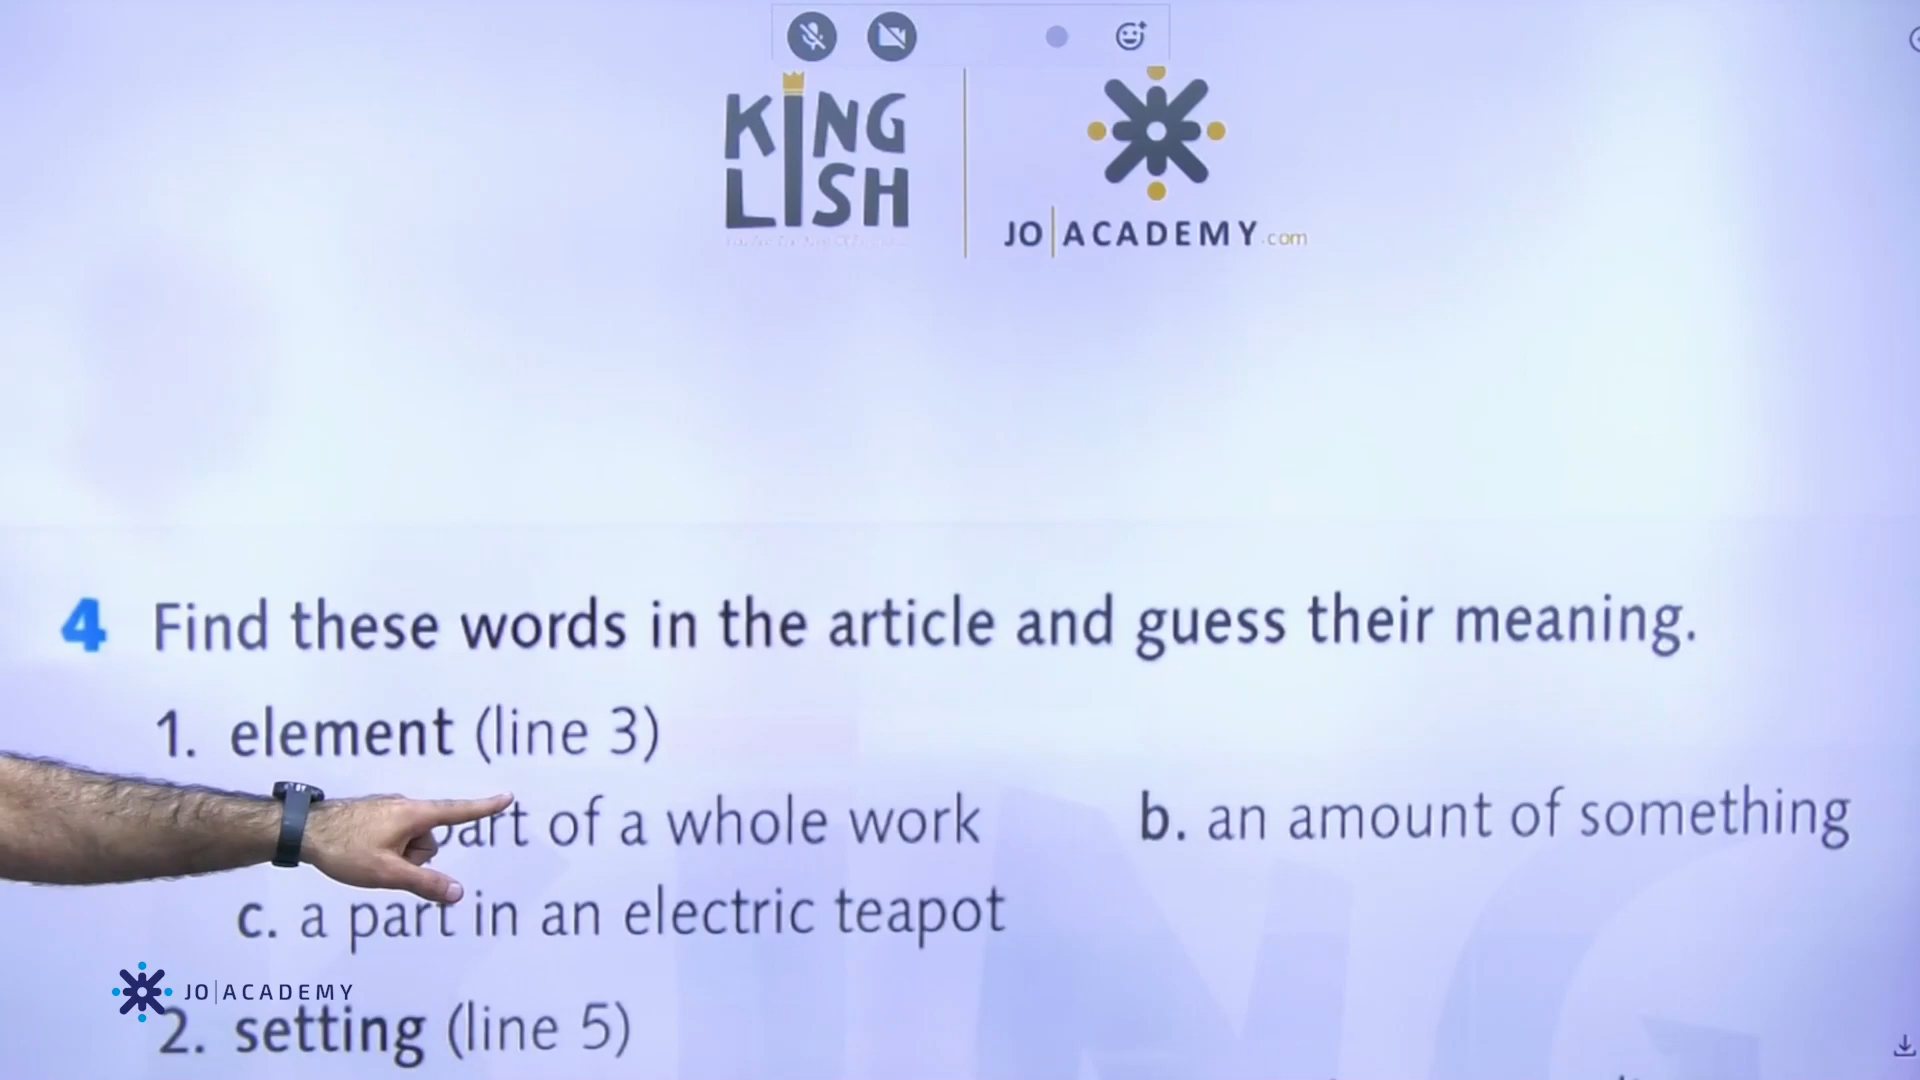 KING
LISH
JO ACADEMY.com
4 Find these words in the article and guess their meaning.
1. element (line 3)
part of a whole work
b. an amount of something
c. a part in an electric teapot
JO ACADEMY
2. setting (line 5)